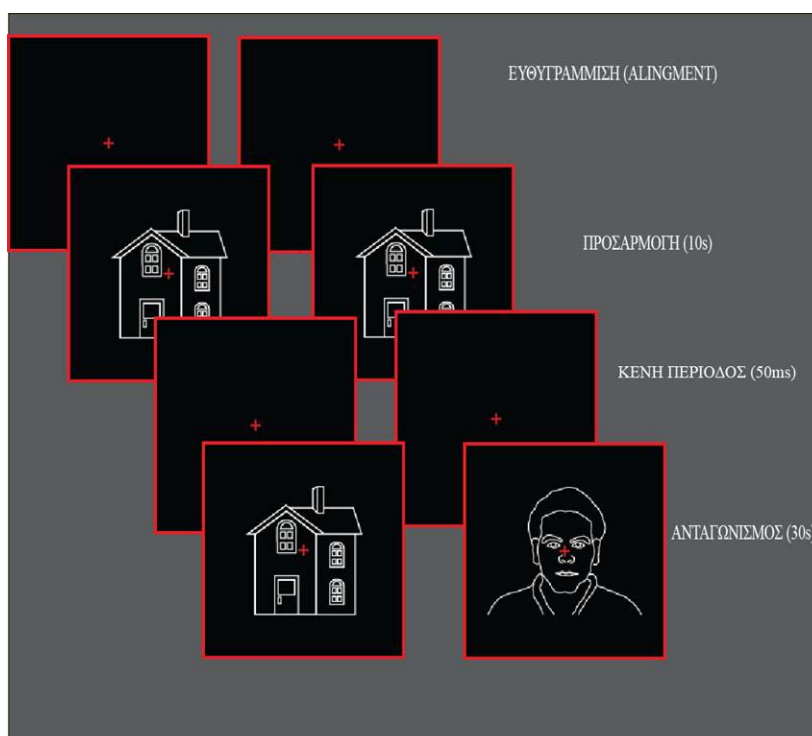 ΕΥΘΥΓΡΑΜΜΙΣΗ (ALINGMENT)
ΠΡΟΣΑΡΜΟΓΗ (10s)
ΚΕΝΗ ΠΕΡΙΟΔΟΣ (50ms)
ΑΝΤΑΓΩΝΙΣΜΟΣ (30s)